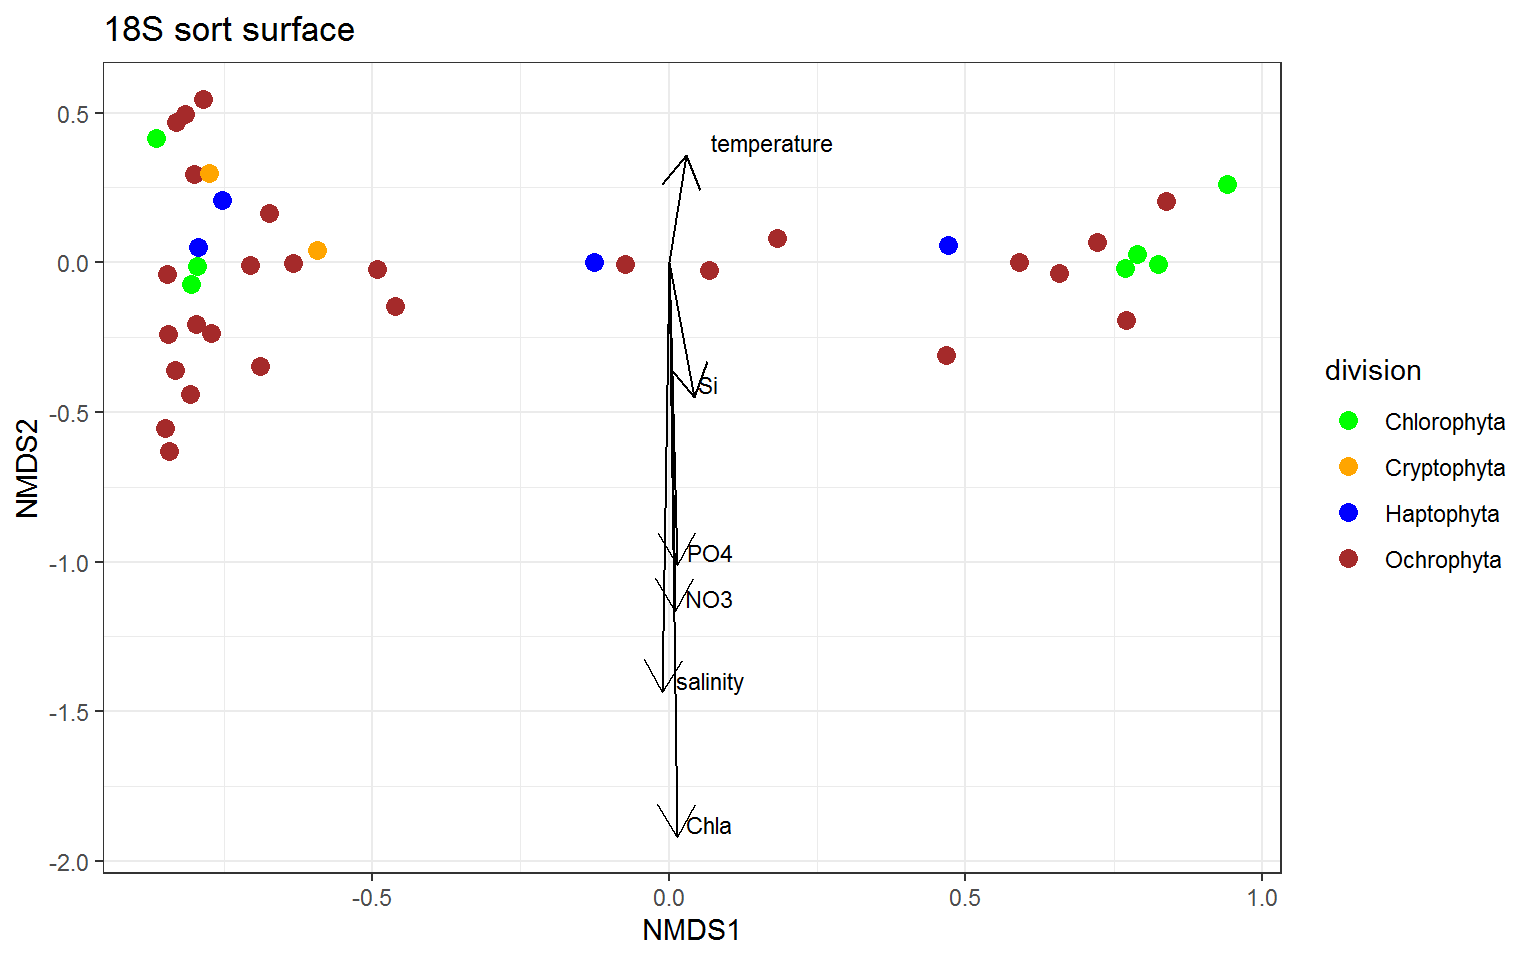 18S sort surface
0.5
0.0
-0.5
-1.0
-1.5
-2.0
NMDS2
temperature
Si
PO4
NO3
salinity
Chla
-0.5
0.0
0.5
1.0
NMDS1
division
Chlorophyta
Cryptophyta
Haptophyta
Ochrophyta